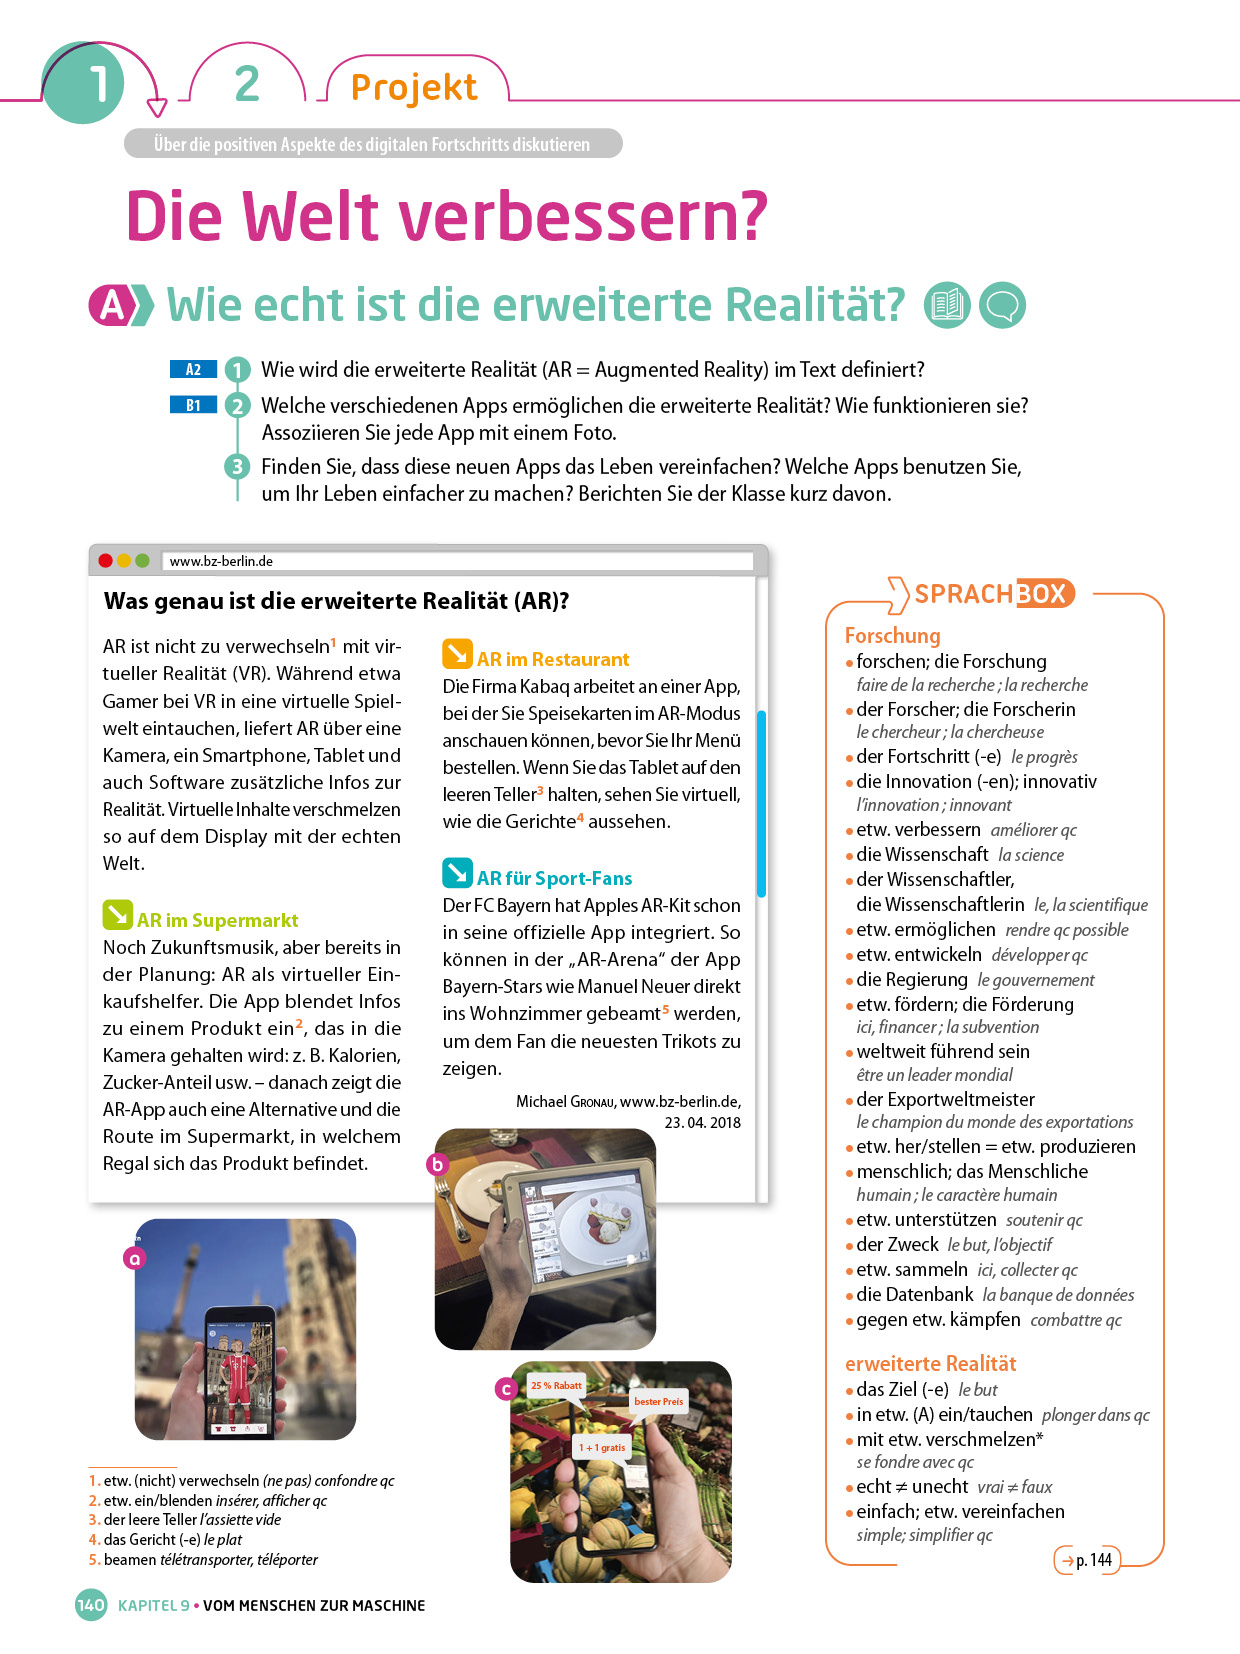 1
2
Projekt
Über die positiven Aspekte des digitalen Fortschritts diskutieren
Die Welt verbessern?
A Wie echt ist die erweiterte Realität?
A2 1 Wie wird die erweiterte Realität (AR = Augmented Reality) im Text definiert?
B1 2 Welche verschiedenen Apps ermöglichen die erweiterte Realität? Wie funktionieren sie?
Assoziieren Sie jede App mit einem Foto.
3 Finden Sie, dass diese neuen Apps das Leben vereinfachen? Welche Apps benutzen Sie,
um Ihr Leben einfacher zu machen? Berichten Sie der Klasse kurz davon.
www.bz-berlin.de
Was genau ist die erweiterte Realität (AR)?
AR ist nicht zu verwechseln1 mit vir-
tueller Realität (VR). Während etwa
Gamer bei VR in eine virtuelle Spiel-
welt eintauchen, liefert AR über eine
Kamera, ein Smartphone, Tablet und
auch Software zusätzliche Infos zur
Realität. Virtuelle Inhalte verschmelzen
so auf dem Display mit der echten
Welt.
AR im Supermarkt
Noch Zukunftsmusik, aber bereits in
der Planung: AR als virtueller Ein-
kaufshelfer. Die App blendet Infos
zu einem Produkt ein2, das in die
Kamera gehalten wird: z. B. Kalorien,
Zucker-Anteil usw. – danach zeigt die
AR-App auch eine Alternative und die
Route im Supermarkt, in welchem
Regal sich das Produkt befindet.
AR im Restaurant
Die Firma Kabaq arbeitet an einer App,
bei der Sie Speisekarten im AR-Modus
anschauen können, bevor Sie Ihr Menü
bestellen. Wenn Sie das Tablet auf den
leeren Teller3 halten, sehen Sie virtuell,
wie die Gerichte4 aussehen.
AR für Sport-Fans
Der FC Bayern hat Apples AR-Kit schon
in seine offizielle App integriert. So
können in der „AR-Arena“ der App
Bayern-Stars wie Manuel Neuer direkt
ins Wohnzimmer gebeamt5 werden,
um dem Fan die neuesten Trikots zu
zeigen.
Michael GRONAU, www.bz-berlin.de,
23. 04. 2018
a
b
c
25 % Rabatt
bester Preis
1 + 1 gratis
1. etw. (nicht) verwechseln (ne pas) confondre qc
2. etw. ein/blenden insérer, afficher qc
3. der leere Teller l'assiette vide
4. das Gericht (-e) le plat
5. beamen télétransporter, téléporter
SPRACHBOX
Forschung
• forschen; die Forschung
faire de la recherche ; la recherche
• der Forscher; die Forscherin
le chercheur ; la chercheuse
• der Fortschritt (-e) le progrès
• die Innovation (-en); innovativ
l'innovation ; innovant
• etw. verbessern améliorer qc
• die Wissenschaft la science
• der Wissenschaftler,
die Wissenschaftlerin le, la scientifique
• etw. ermöglichen rendre qc possible
• etw. entwickeln développer qc
• die Regierung le gouvernement
• etw. fördern; die Förderung
ici, financer ; la subvention
• weltweit führend sein
être un leader mondial
• der Exportweltmeister
le champion du monde des exportations
• etw. her/stellen = etw. produzieren
• menschlich; das Menschliche
humain ; le caractère humain
• etw. unterstützen soutenir qc
• der Zweck le but, l'objectif
• etw. sammeln ici, collecter qc
• die Datenbank la banque de données
• gegen etw. kämpfen combattre qc
erweiterte Realität
• das Ziel (-e) le but
• in etw. (A) ein/tauchen plonger dans qc
• mit etw. verschmelzen*
se fondre avec qc
• echt ≠ unecht vrai ≠ faux
• einfach; etw. vereinfachen
simple; simplifier qc
→ p. 144
140 KAPITEL 9 • VOM MENSCHEN ZUR MASCHINE